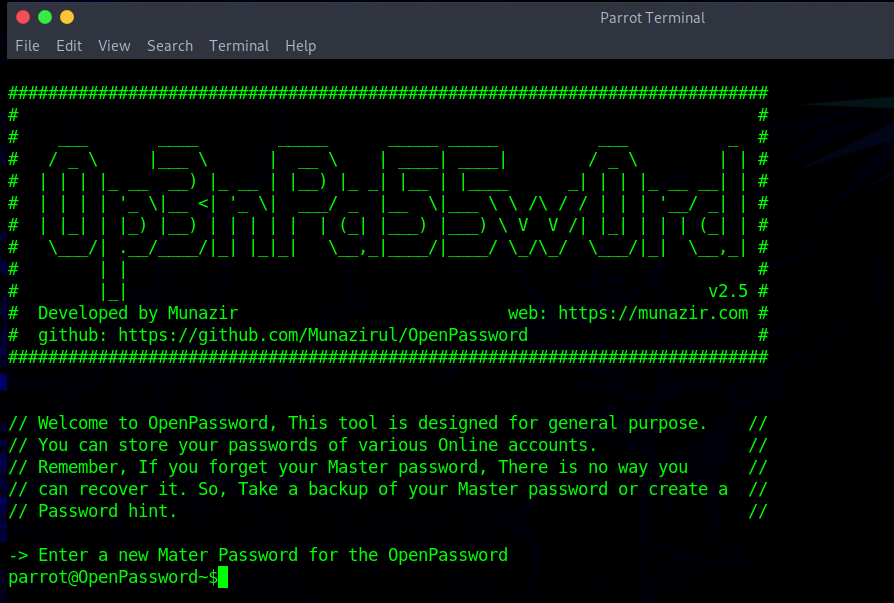 Parrot Terminal
File Edit View Search Terminal Help
############################################################################
Op3nPa55w0rd
v2.5 #
# Developed by Munazir web: https://munazir.com #
# github: https://github.com/Munazirul/OpenPassword #
############################################################################
// Welcome to OpenPassword, This tool is designed for general purpose. //
// You can store your passwords of various Online accounts. //
// Remember, If you forget your Master password, There is no way you //
// can recover it. So, Take a backup of your Master password or create a //
// Password hint. //
-> Enter a new Mater Password for the OpenPassword
parrot@OpenPassword~$